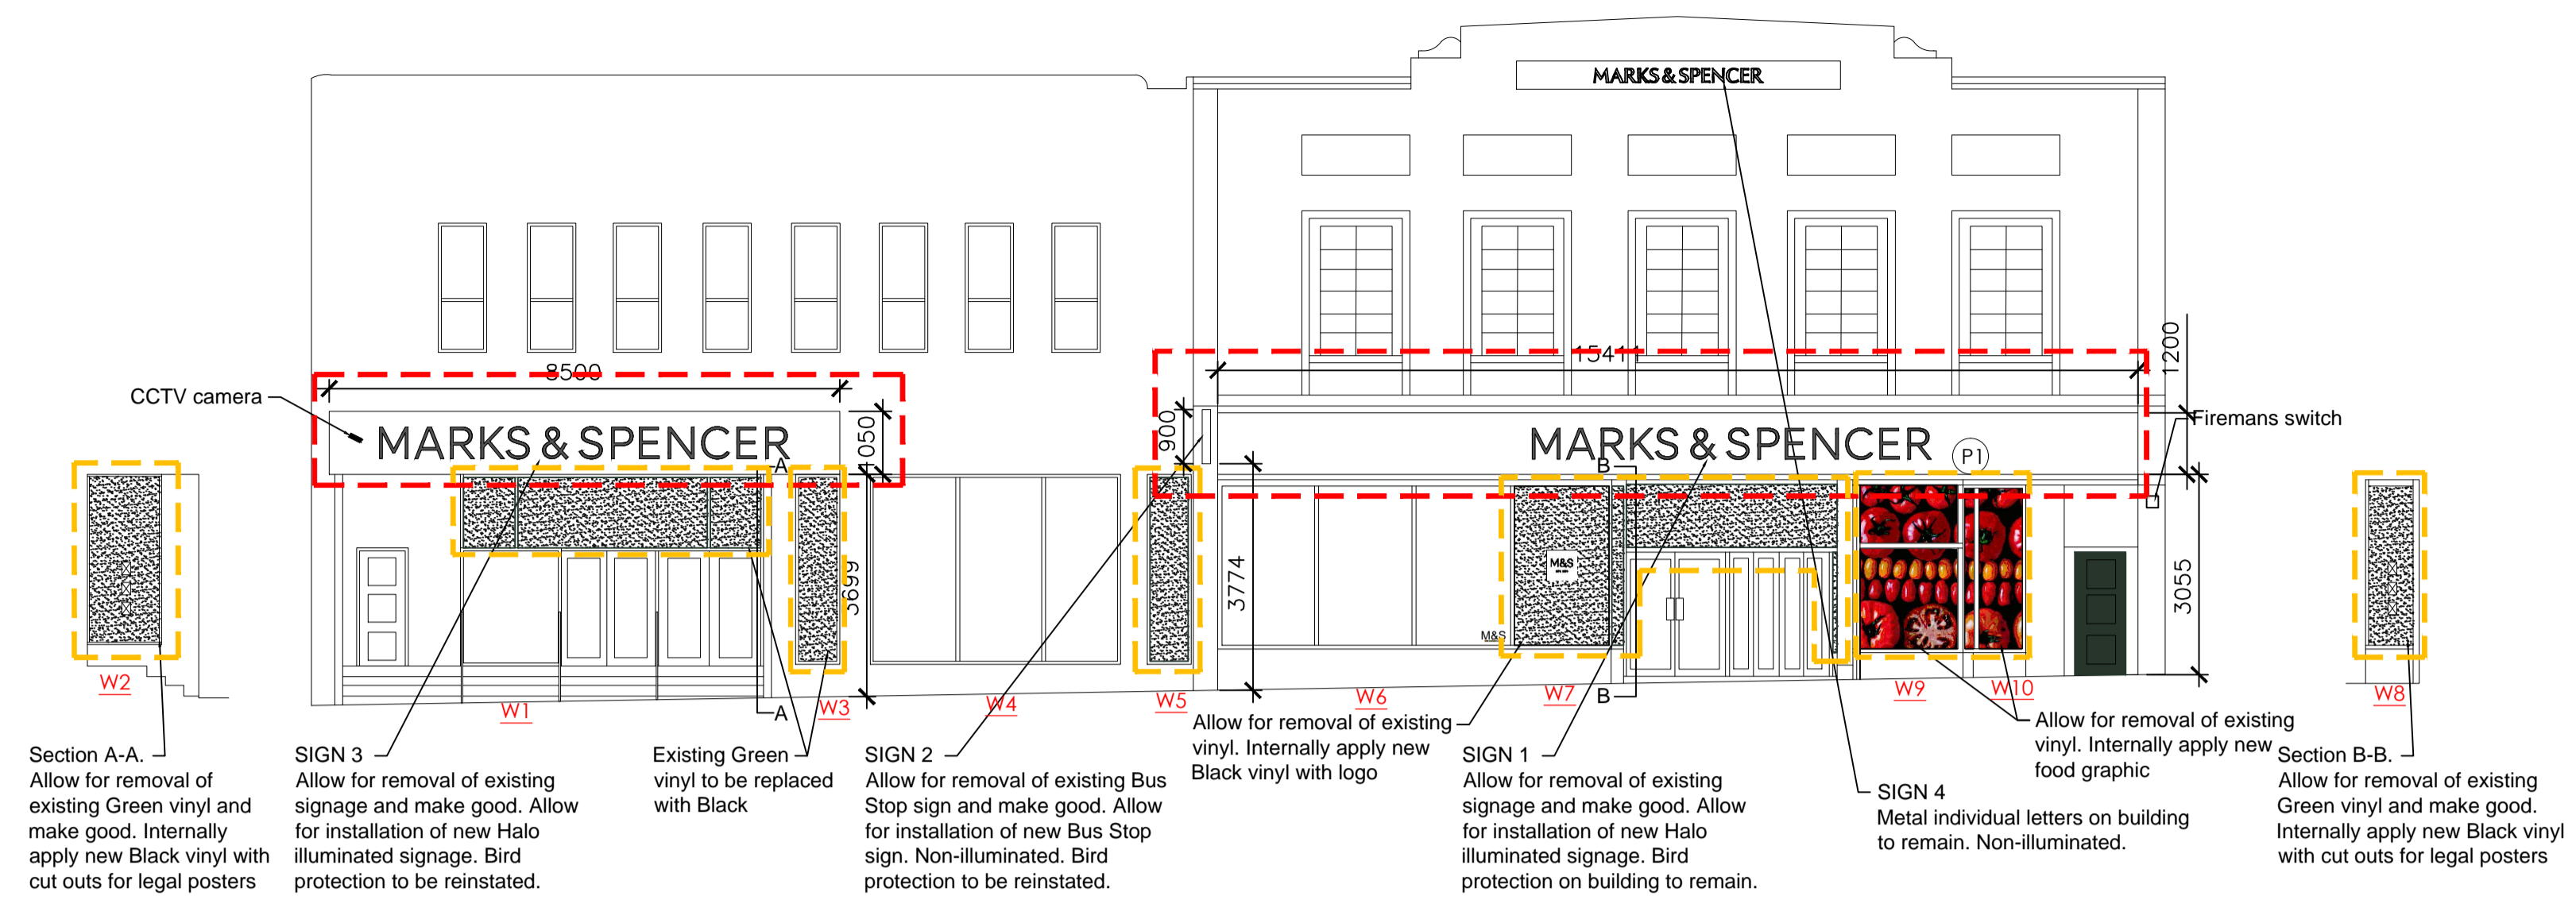 MARKS & SPENCER
15411
1200
8500
CCTV camera
900
Firemans switch
MARKS & SPENCER
1050
MARKS & SPENCER
P1
A
B
3699
3774
M&S
3055
M&S
W2
W1
A
W3
W4
W5
W6
W7
B
W9
W10
W8
Section A-A.
Allow for removal of
existing Green vinyl and
make good. Internally
apply new Black vinyl with
cut outs for legal posters
SIGN 3
Allow for removal of existing
signage and make good. Allow
for installation of new Halo
illuminated signage. Bird
protection to be reinstated.
Existing Green
vinyl to be replaced
with Black
SIGN 2
Allow for removal of existing Bus
Stop sign and make good. Allow
for installation of new Bus Stop
sign. Non-illuminated. Bird
protection to be reinstated.
Allow for removal of existing
vinyl. Internally apply new
Black vinyl with logo
SIGN 1
Allow for removal of existing
signage and make good. Allow
for installation of new Halo
illuminated signage. Bird
protection on building to remain.
SIGN 4
Metal individual letters on building
to remain. Non-illuminated.
Allow for removal of existing
vinyl. Internally apply new
food graphic
Section B-B.
Allow for removal of existing
Green vinyl and make good.
Internally apply new Black vinyl
with cut outs for legal posters